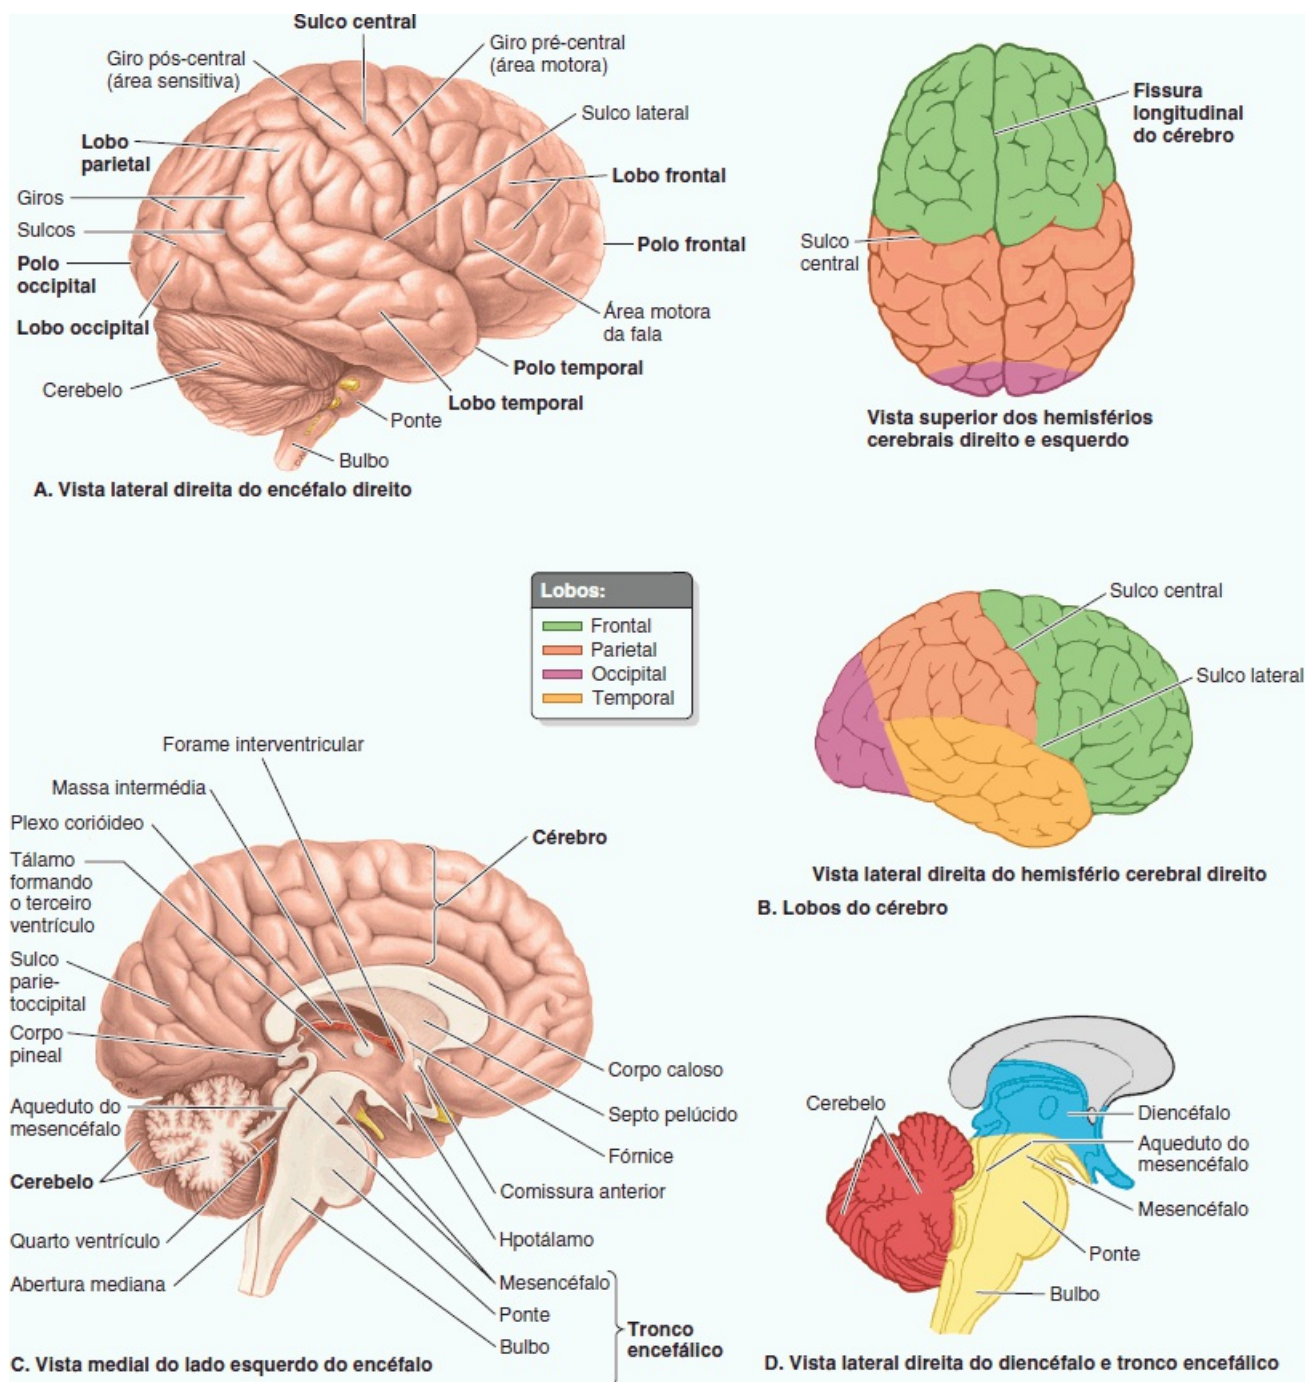 Sulco central
Giro pós-central
(área sensitiva)
Giro pré-central
(área motora)
Sulco lateral
Lobo
parietal
Lobo frontal
Giros
Sulcos
Polo frontal
Polo
occipital
Lobo occipital
Área motora
da fala
Polo temporal
Cerebelo
Lobo temporal
Ponte
Bulbo
A. Vista lateral direita do encéfalo direito
Fissura
longitudinal
do cérebro
Sulco
central
Vista superior dos hemisférios
cerebrais direito e esquerdo
Lobos:
Frontal
Parietal
Occipital
Temporal
Sulco central
Sulco lateral
Vista lateral direita do hemisfério cerebral direito
B. Lobos do cérebro
Forame interventricular
Massa intermédia
Plexo corióideo
Cérebro
Tálamo
formando
o terceiro
ventrículo
Sulco
parie-
toccipital
Corpo
pineal
Aqueduto do
mesencéfalo
Cerebelo
Quarto ventrículo
Abertura mediana
Corpo caloso
Septo pelúcido
Fórnice
Comissura anterior
Hpotálamo
Mesencéfalo
Ponte
Bulbo
Tronco
encefálico
C. Vista medial do lado esquerdo do encéfalo
Cerebelo
Diencéfalo
Aqueduto do
mesencéfalo
Mesencéfalo
Ponte
Bulbo
D. Vista lateral direita do diencéfalo e tronco encefálico